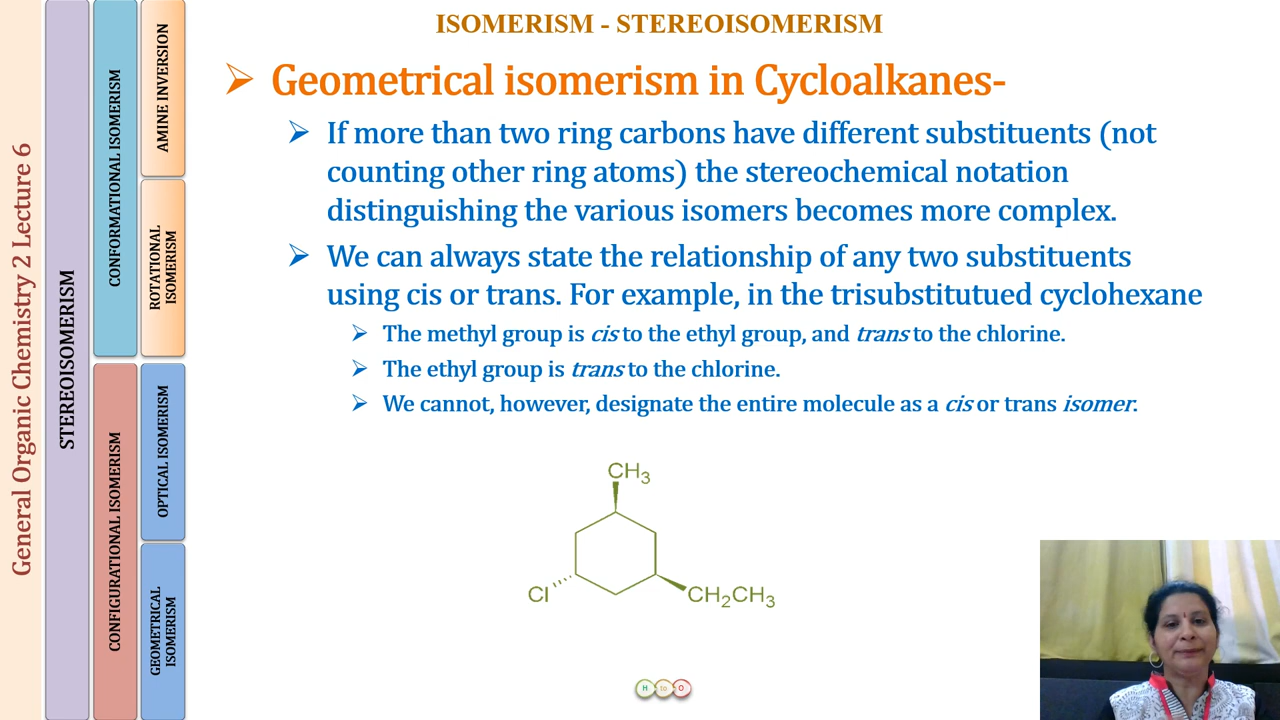 General Organic Chemistry 2 Lecture 6
STEREOISOMERISM
CONFORMATIONAL ISOMERISM
CONFIGURATIONAL ISOMERISM
AMINE INVERSION
ROTATIONAL
ISOMERISM
OPTICAL ISOMERISM
GEOMETRICAL
ISOMERISM
ISOMERISM - STEREOISOMERISM
Geometrical isomerism in Cycloalkanes-
If more than two ring carbons have different substituents (not
counting other ring atoms) the stereochemical notation
distinguishing the various isomers becomes more complex.
We can always state the relationship of any two substituents
using cis or trans. For example, in the trisubstitutued cyclohexane
The methyl group is cis to the ethyl group, and trans to the chlorine.
The ethyl group is trans to the chlorine.
We cannot, however, designate the entire molecule as a cis or trans isomer.
CH3
Cl
CH2CH3
H to O